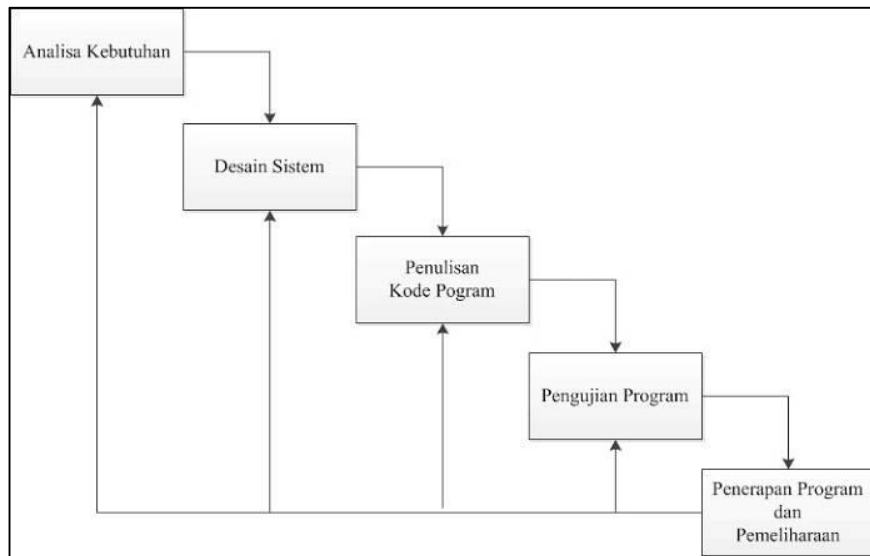 Analisa Kebutuhan
Desain Sistem
Penulisan
Kode Pogram
Pengujian Program
Penerapan Program
dan
Pemeliharaan